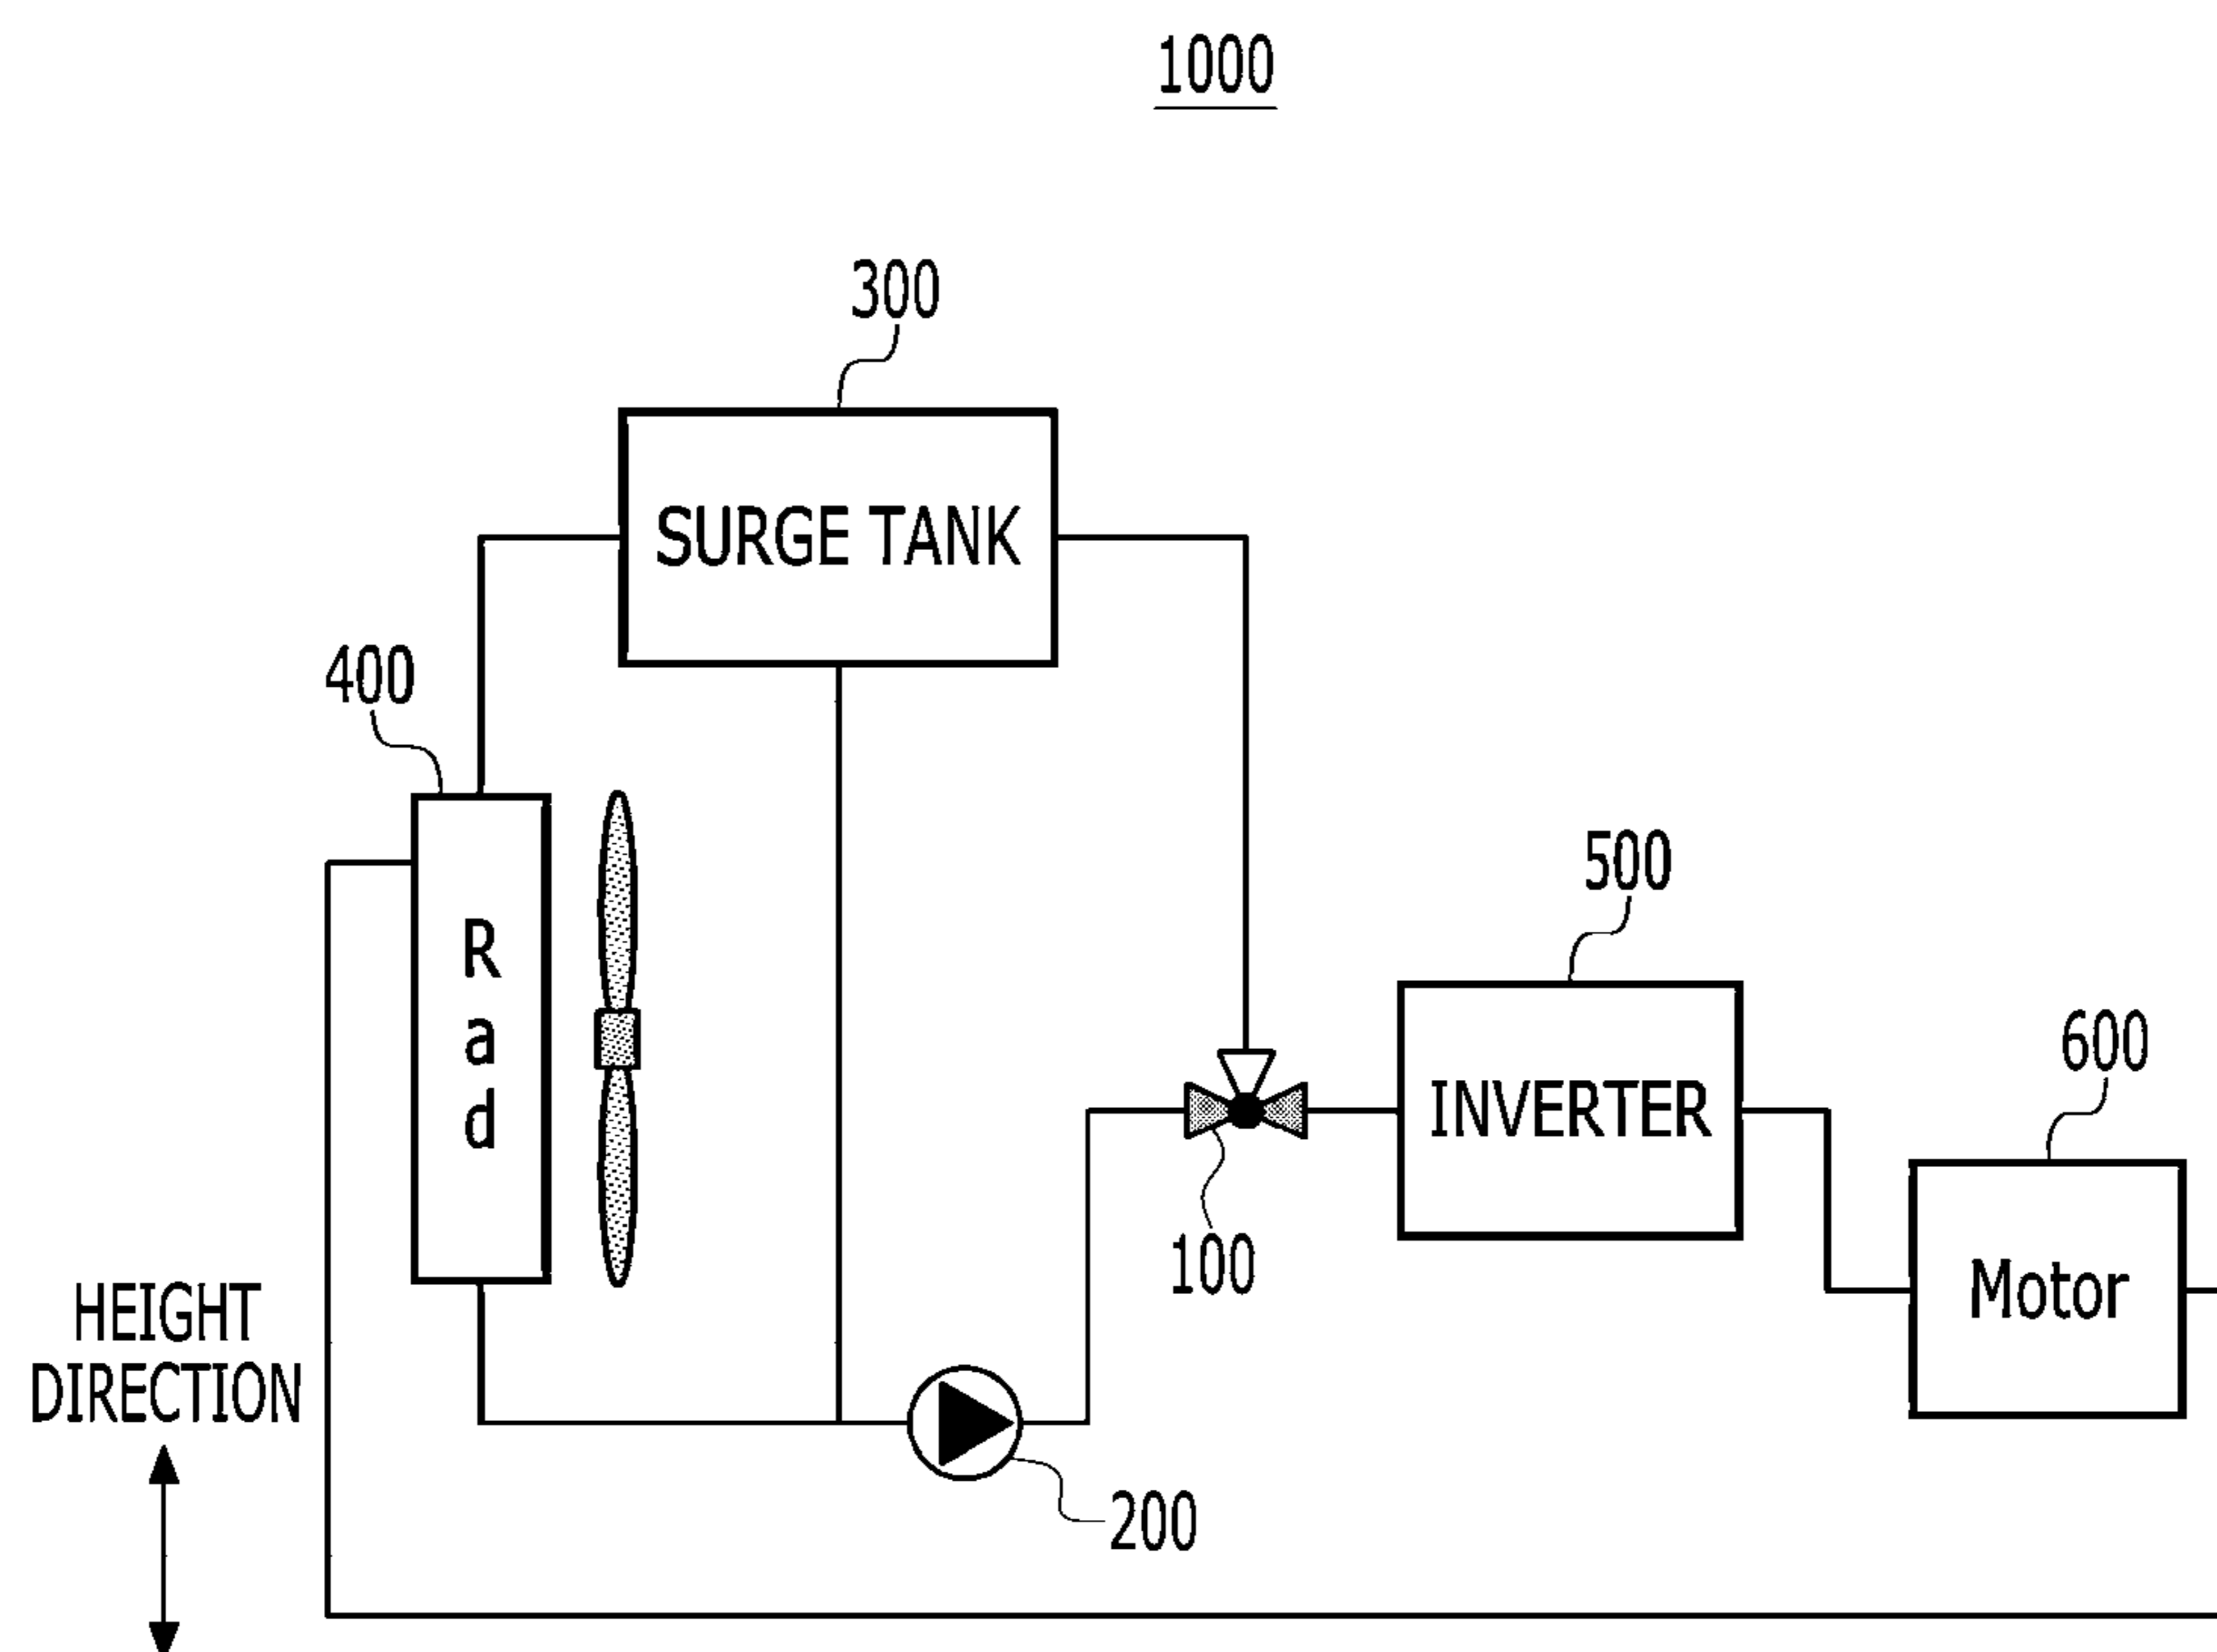 1000
300
SURGE TANK
400
R
a
d
500
INVERTER
600
Motor
100
HEIGHT
DIRECTION
200